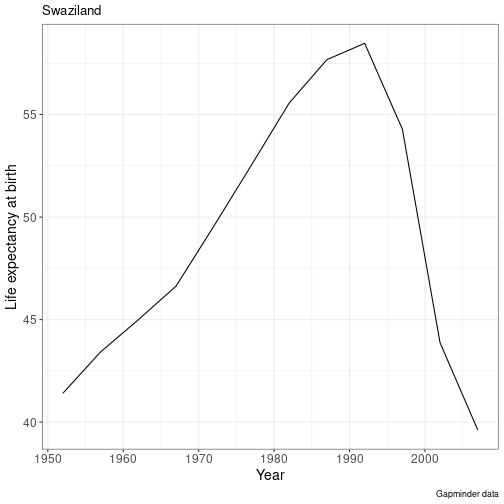 Swaziland
Life expectancy at birth
55
50
45
40
1950 1960 1970 1980 1990 2000
Year
Gapminder data